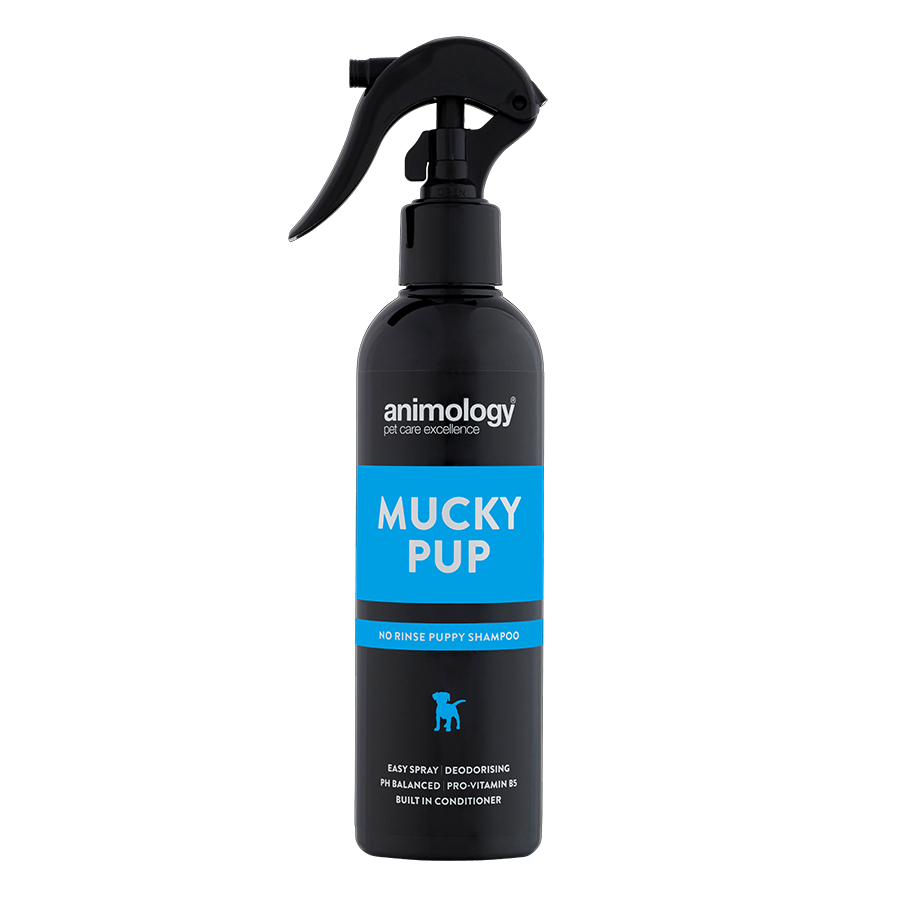 OPEN
animology®
pet care excellence
MUCKY
PUP
NO RINSE PUPPY SHAMPOO
EASY SPRAY | DEODORISING
PH BALANCED | PRO-VITAMIN B5
BUILT IN CONDITIONER